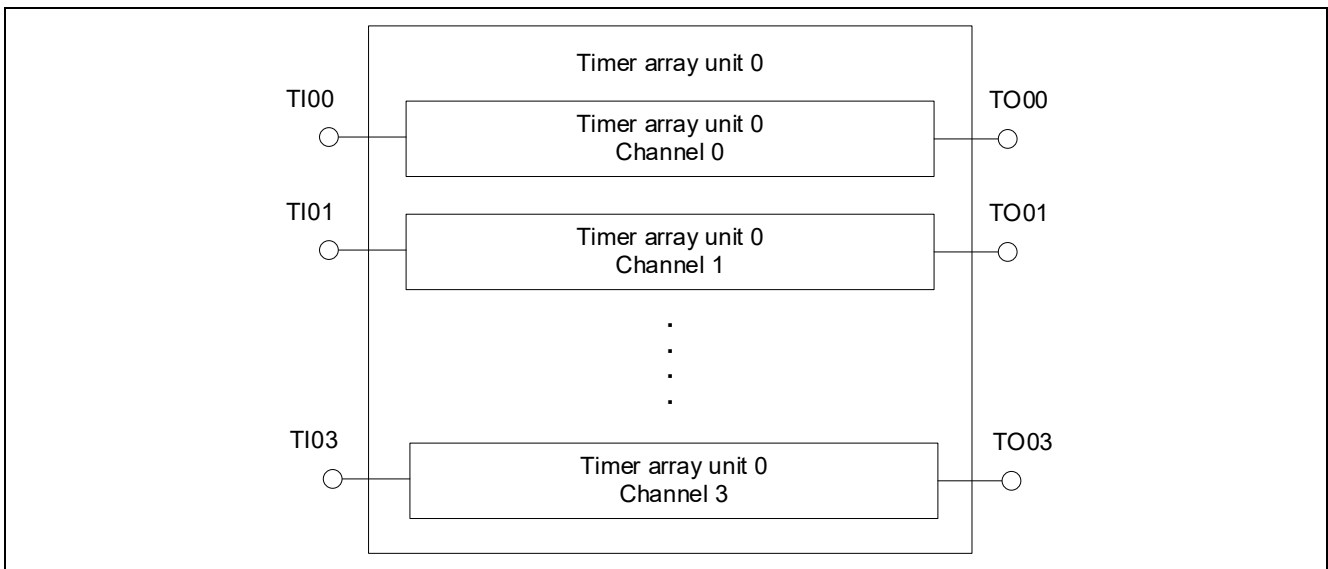 Timer array unit 0
TI00
Timer array unit 0
Channel 0
TO00
TI01
Timer array unit 0
Channel 1
TO01
TI03
Timer array unit 0
Channel 3
TO03